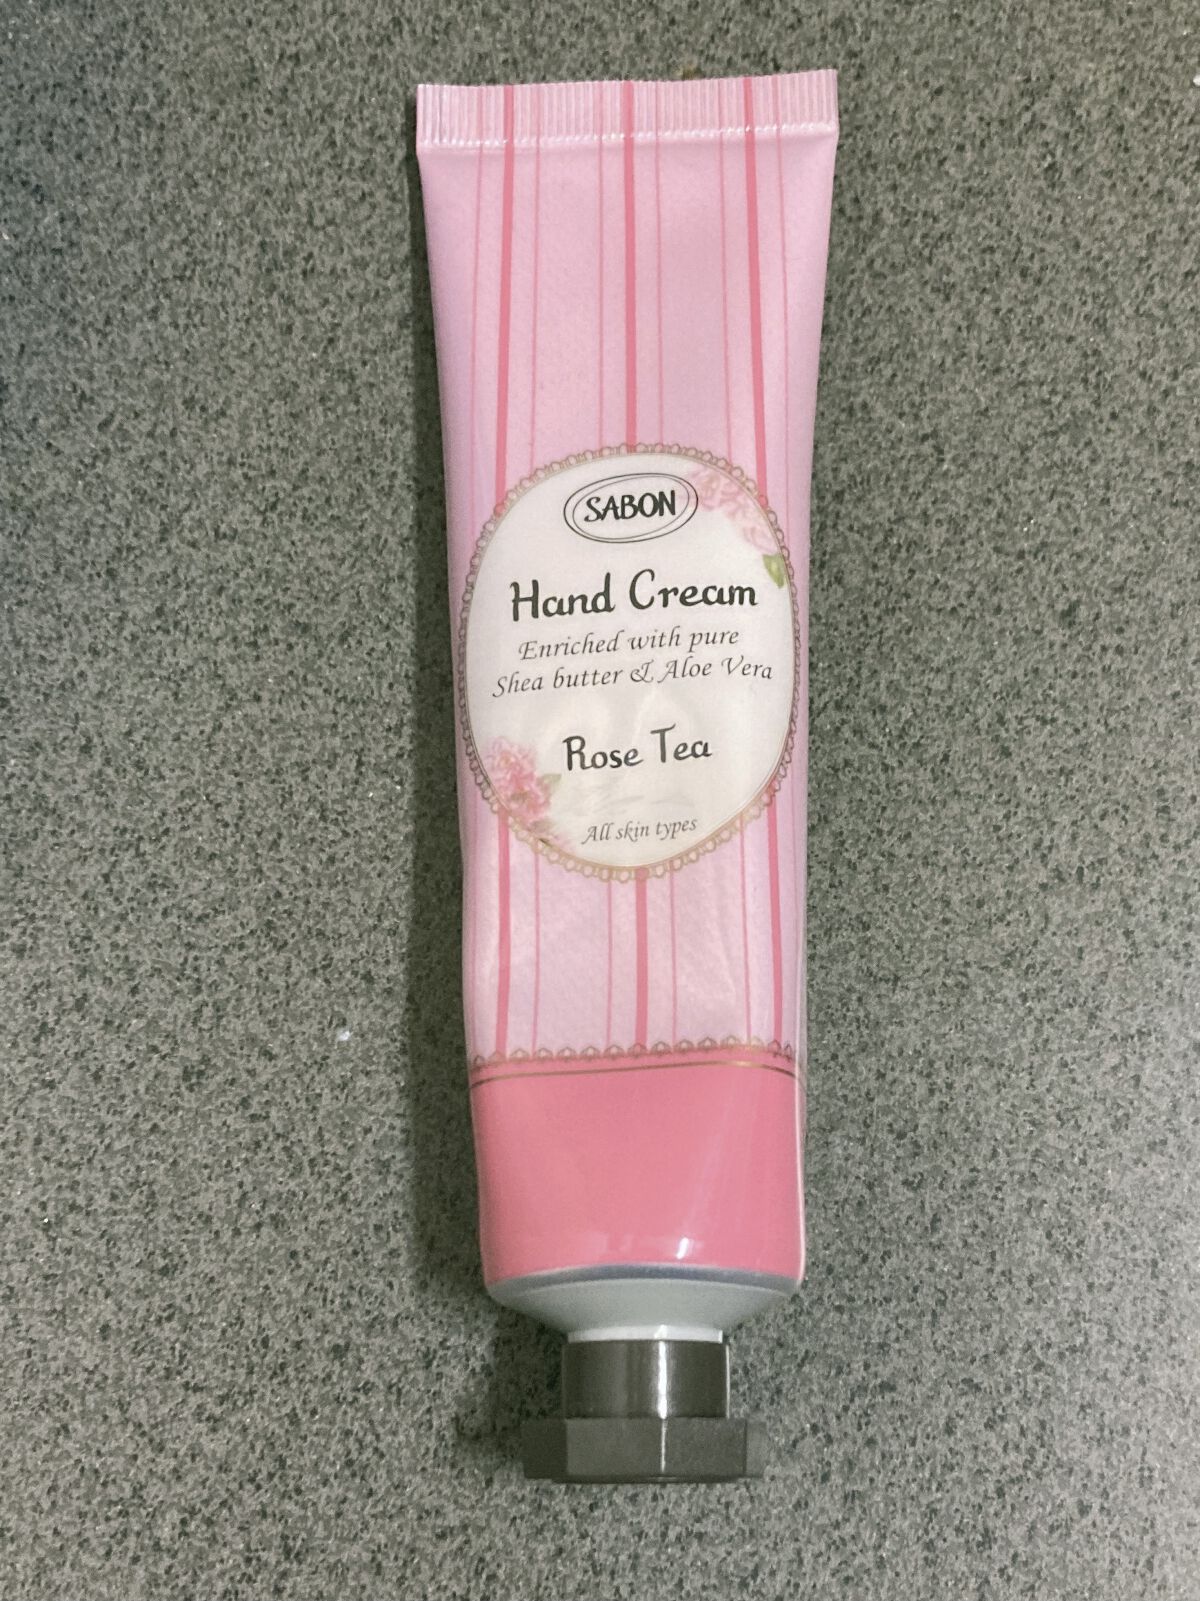 SABON
Hand Cream
Enriched with pure
Shea butter & Aloe Vera
Rose Tea
All skin types